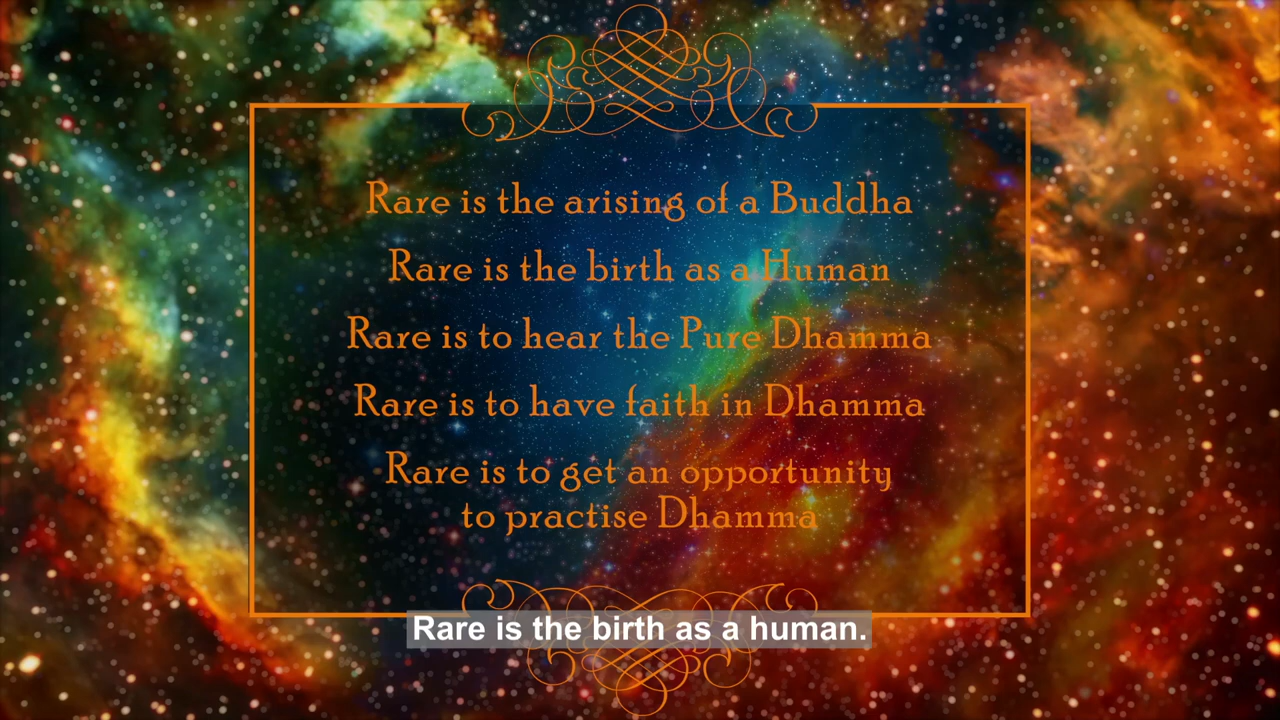 Rare is the arising of a Buddha
Rare is the birth as a Human
Rare is to hear the Pure Dhamma
Rare is to have faith in Dhamma
Rare is to get an opportunity
to practise Dhamma
Rare is the birth as a human.